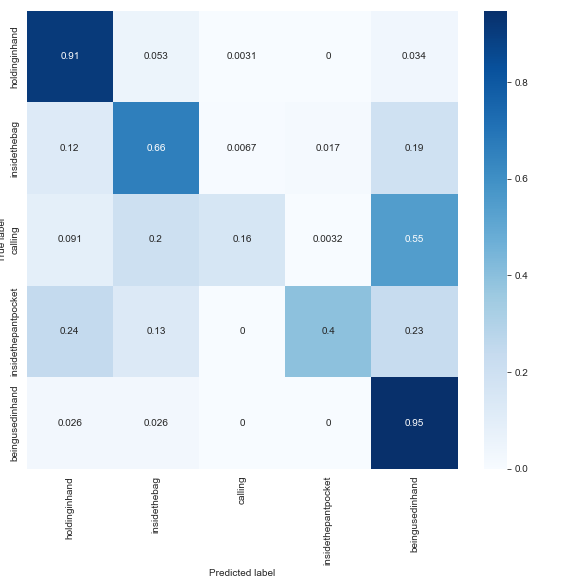 holdinginhand
0.91 0.053 0.0031 0 0.034
insidethebag
0.12 0.66 0.0067 0.017 0.19
True label
calling
0.091 0.2 0.16 0.0032 0.55
insidethepantpocket
0.24 0.13 0 0.4 0.23
beingusedinhand
0.026 0.026 0 0 0.95
holdinginhand
insidethebag
calling
insidethepantpocket
beingusedinhand
Predicted label
0.8
0.6
0.4
0.2
0.0